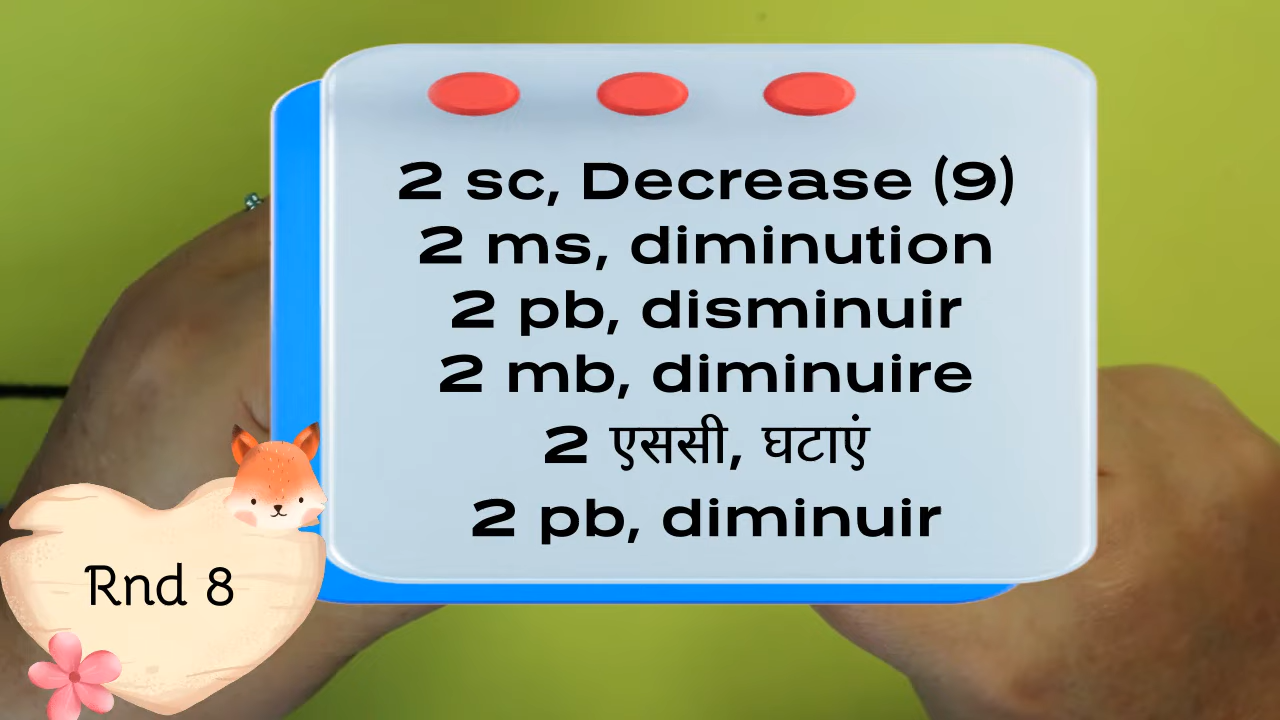 2 sc, Decrease (9)
2 ms, diminution
2 pb, disminuir
2 mb, diminuire
2 एससी, घटाएं
2 pb, diminuir
Rnd 8